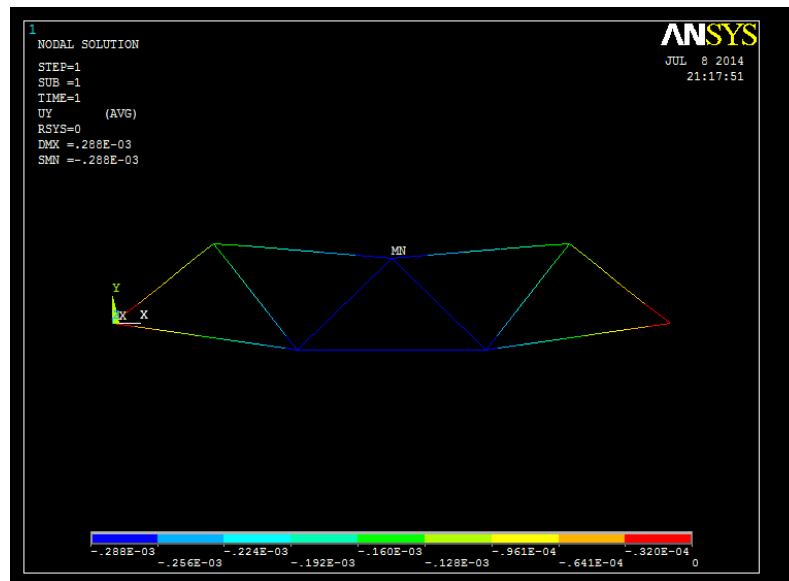 1
NODAL SOLUTION
STEP=1
SUB =1
TIME=1
UY (AVG)
RSYS=0
DMX =.288E-03
SMN =-.288E-03
ANSYS
JUL 8 2014
21:17:51
MN
Y
MX X
-.288E-03 -.224E-03 -.160E-03 -.961E-04 -.320E-04
-.256E-03 -.192E-03 -.128E-03 -.641E-04 0